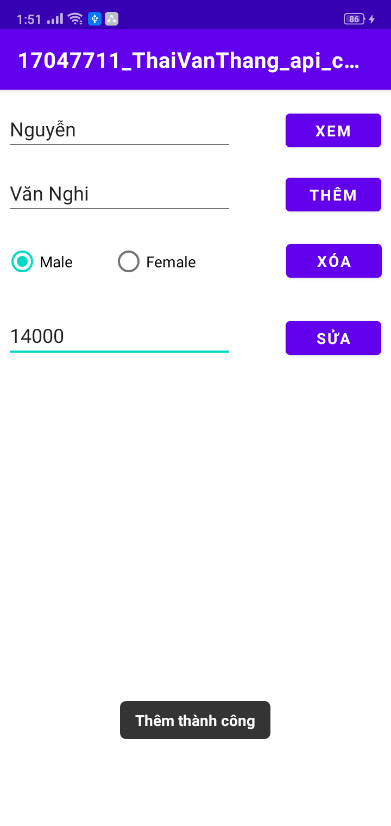 1:51 86
17047711_ThaiVanThang_api_c...
Nguyễn XEM
Văn Nghi THÊM
Male Female XÓA
14000 SỬA
Thêm thành công